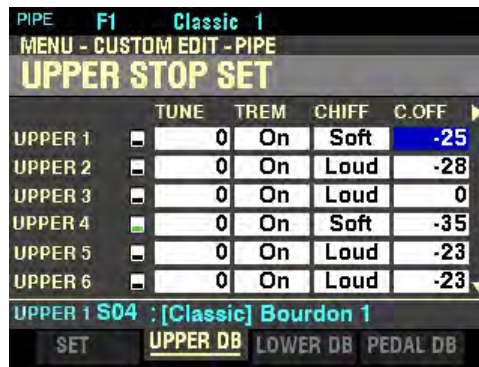 PIPE F1 Classic 1
MENU - CUSTOM EDIT - PIPE
UPPER STOP SET
TUNE TREM CHIFF C.OFF
UPPER 1 0 On Soft -25
UPPER 2 0 On Loud -28
UPPER 3 0 On Loud 0
UPPER 4 0 On Soft -35
UPPER 5 0 On Loud -23
UPPER 6 0 On Loud -23
UPPER 1 S04 : [Classic] Bourdon 1
SET UPPER DB LOWER DB PEDAL DB